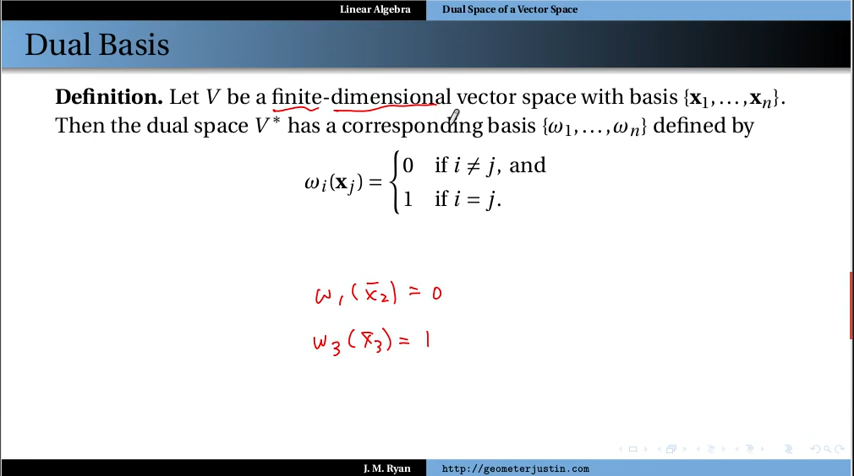 Linear Algebra Dual Space of a Vector Space
Dual Basis
Definition. Let V be a finite-dimensional vector space with basis {x₁,…,xₙ}.
Then the dual space V* has a corresponding basis {ω₁,…,ωₙ} defined by
ωᵢ(xⱼ) = { 0 if i ≠ j, and
1 if i = j.
ω₁(x̄₂) = 0
ω₃(x̄₃) = 1
J. M. Ryan http://geometerjustin.com